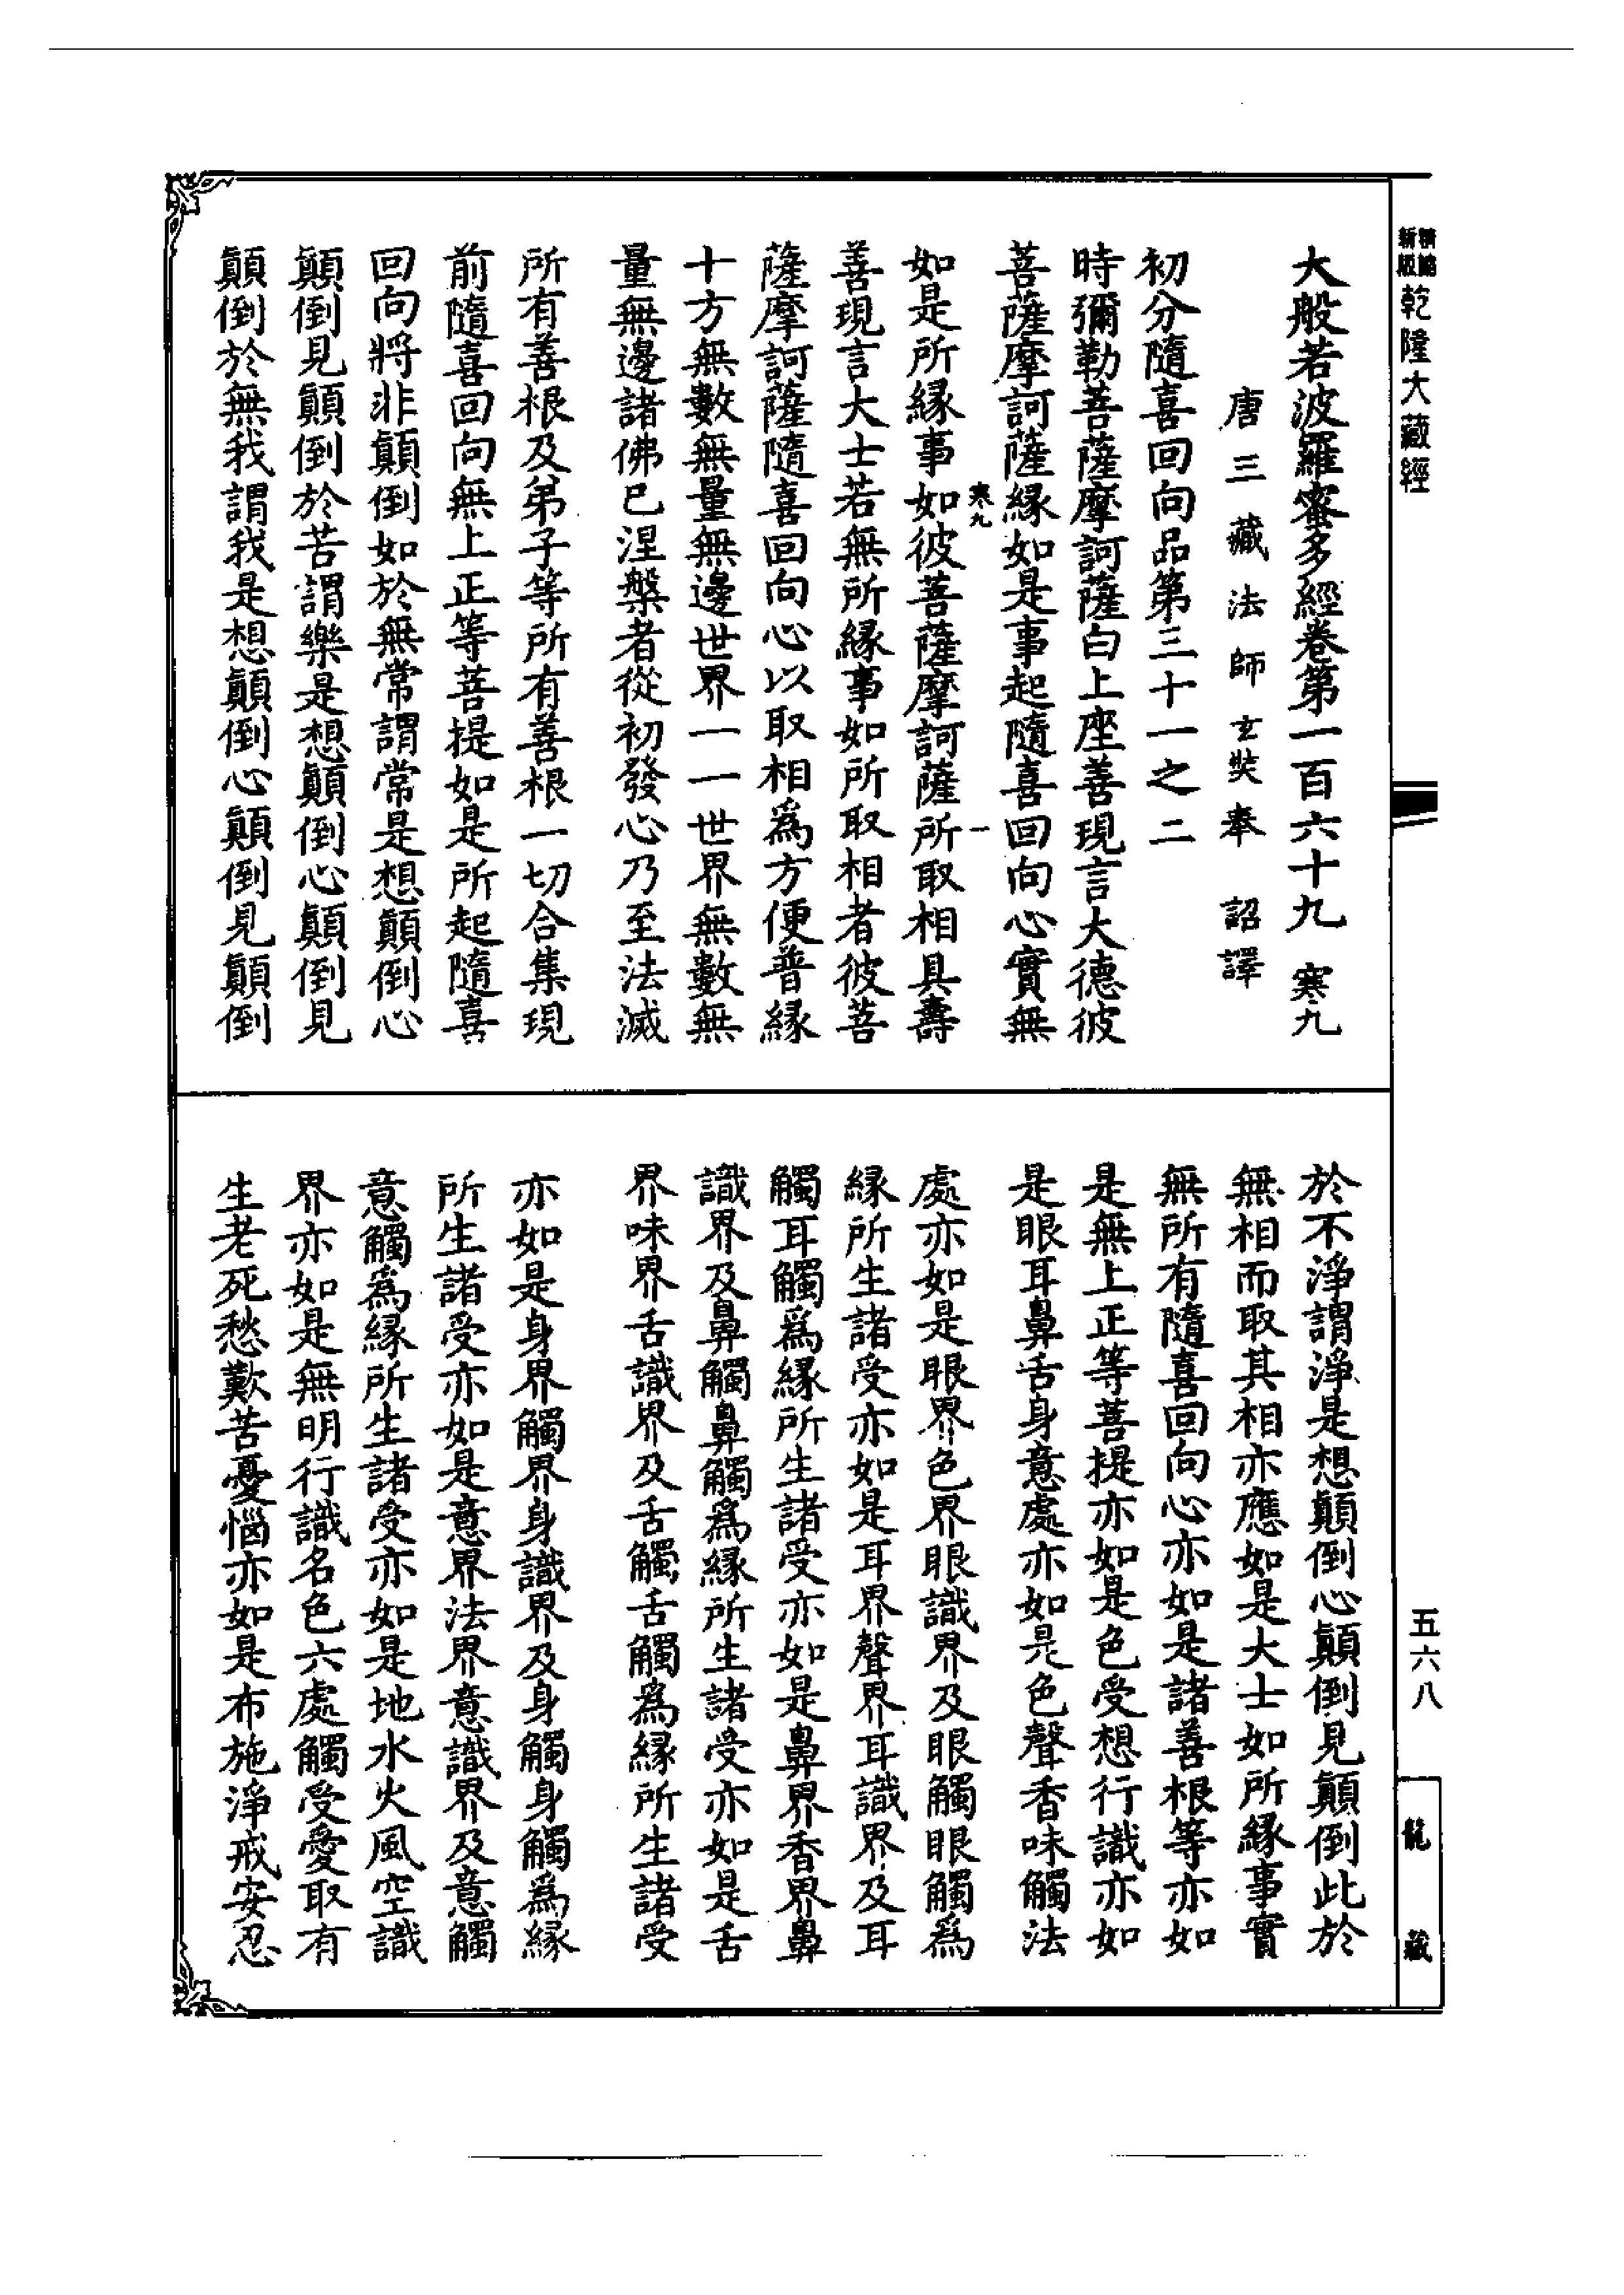 精縮新版乾隆大藏經
五六八
龍藏
大般若波羅蜜多經卷第一百六十九 寒九
唐三藏法師玄奘奉 詔譯
初分隨喜回向品第三十一之二
時彌勒菩薩摩訶薩白上座善現言大德彼
菩薩摩訶薩緣如是事起隨喜回向心實無
寒九 一
如是所緣事如彼菩薩摩訶薩所取相具壽
善現言大士若無所緣事如所取相者彼菩
薩摩訶薩隨喜回向心以取相爲方便普緣
十方無數無量無邊世界一一世界無數無
量無邊諸佛已涅槃者從初發心乃至法滅
所有善根及弟子等所有善根一切合集現
前隨喜回向無上正等菩提如是所起隨喜
回向將非顛倒如於無常謂常是想顛倒心
顛倒見顛倒於苦謂樂是想顛倒心顛倒見
顛倒於無我謂我是想顛倒心顛倒見顛倒
於不淨謂淨是想顛倒心顛倒見顛倒此於
無相而取其相亦應如是大士如所緣事實
無所有隨喜回向心亦如是諸善根等亦如
是無上正等菩提亦如是色受想行識亦如
是眼耳鼻舌身意處亦如是色聲香味觸法
處亦如是眼界色界眼識界及眼觸眼觸爲
緣所生諸受亦如是耳界聲界耳識界及耳
觸耳觸爲緣所生諸受亦如是鼻界香界鼻
識界及鼻觸鼻觸爲緣所生諸受亦如是舌
界味界舌識界及舌觸舌觸爲緣所生諸受
亦如是身界觸界身識界及身觸身觸爲緣
所生諸受亦如是意界法界意識界及意觸
意觸爲緣所生諸受亦如是地水火風空識
界亦如是無明行識名色六處觸受愛取有
生老死愁歎苦憂惱亦如是布施淨戒安忍